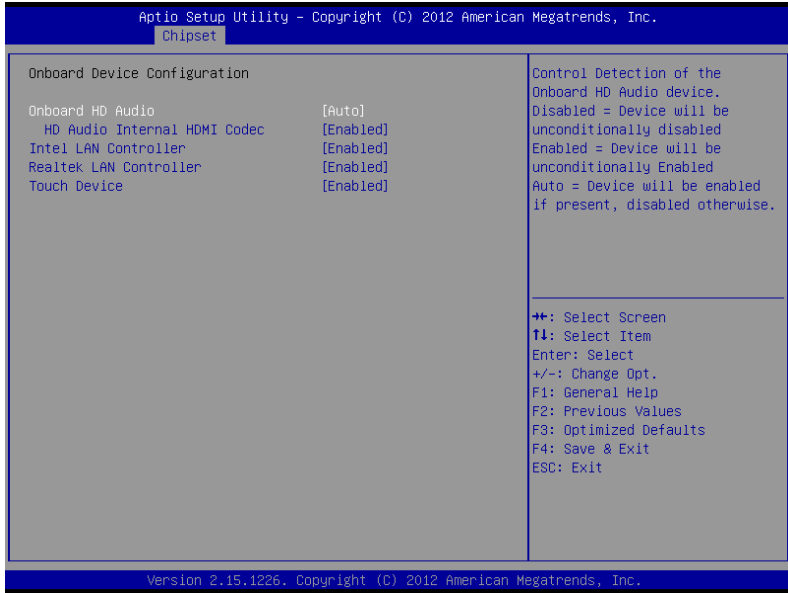 Aptio Setup Utility – Copyright (C) 2012 American Megatrends, Inc.
Chipset
Onboard Device Configuration
Onboard HD Audio [Auto]
HD Audio Internal HDMI Codec [Enabled]
Intel LAN Controller [Enabled]
Realtek LAN Controller [Enabled]
Touch Device [Enabled]
Control Detection of the
Onboard HD Audio device.
Disabled = Device will be
unconditionally disabled
Enabled = Device will be
unconditionally Enabled
Auto = Device will be enabled
if present, disabled otherwise.
→←: Select Screen
↑↓: Select Item
Enter: Select
+/-: Change Opt.
F1: General Help
F2: Previous Values
F3: Optimized Defaults
F4: Save & Exit
ESC: Exit
Version 2.15.1226. Copyright (C) 2012 American Megatrends, Inc.